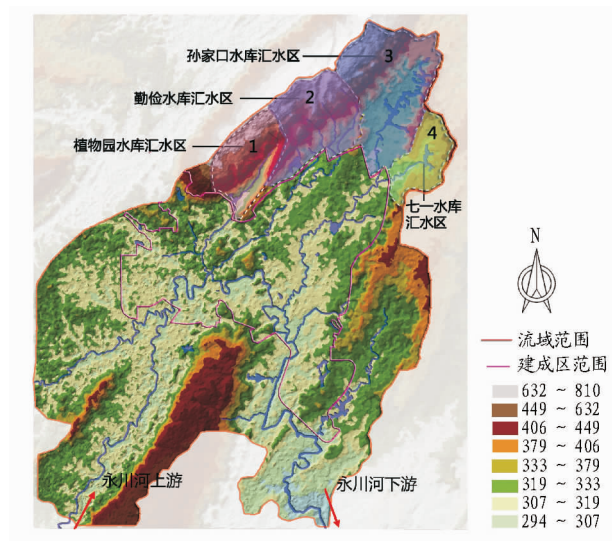 孙家口水库汇水区
3
勤俭水库汇水区
2
植物园水库汇水区
1
4
七一水库
汇水区
N
流域范围
建成区范围
632 ~ 810
449 ~ 632
406 ~ 449
379 ~ 406
333 ~ 379
319 ~ 333
307 ~ 319
294 ~ 307
永川河上游
永川河下游